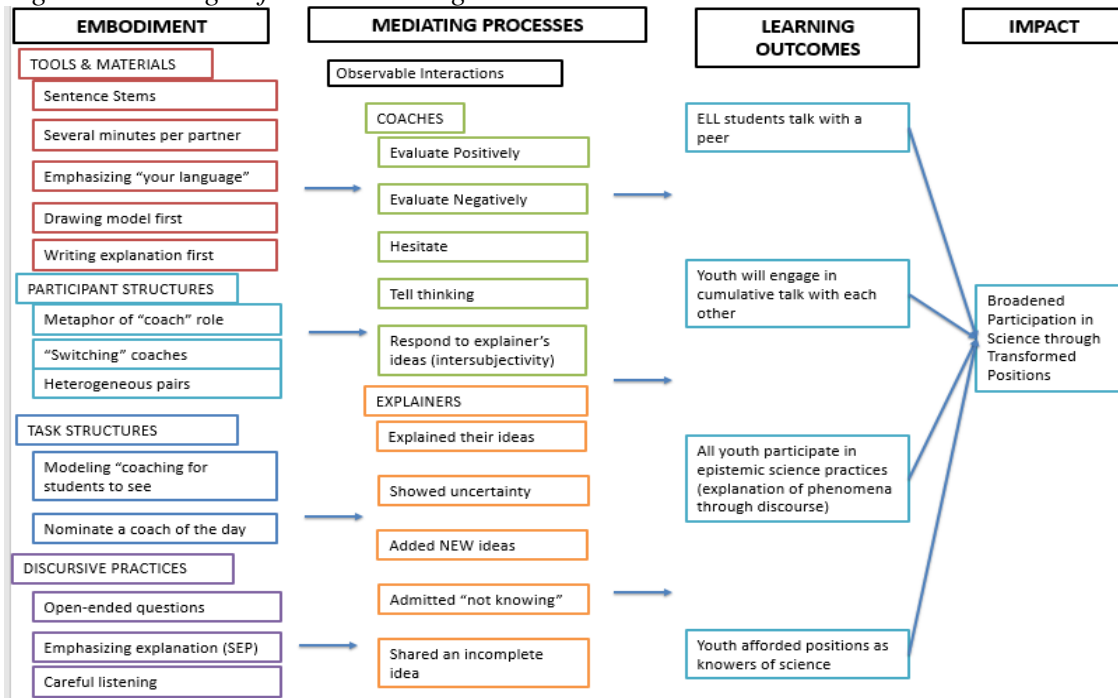 EMBODIMENT
TOOLS & MATERIALS
Sentence Stems
Several minutes per partner
Emphasizing “your language”
Drawing model first
Writing explanation first
PARTICIPANT STRUCTURES
Metaphor of “coach” role
“Switching” coaches
Heterogeneous pairs
TASK STRUCTURES
Modeling “coaching for
students to see
Nominate a coach of the day
DISCURSIVE PRACTICES
Open-ended questions
Emphasizing explanation (SEP)
Careful listening
MEDIATING PROCESSES
Observable Interactions
COACHES
Evaluate Positively
Evaluate Negatively
Hesitate
Tell thinking
Respond to explainer’s
ideas (intersubjectivity)
EXPLAINERS
Explained their ideas
Showed uncertainty
Added NEW ideas
Admitted “not knowing”
Shared an incomplete
idea
LEARNING
OUTCOMES
ELL students talk with a
peer
Youth will engage in
cumulative talk with each
other
All youth participate in
epistemic science practices
(explanation of phenomena
through discourse)
Youth afforded positions as
knowers of science
IMPACT
Broadened
Participation in
Science through
Transformed
Positions